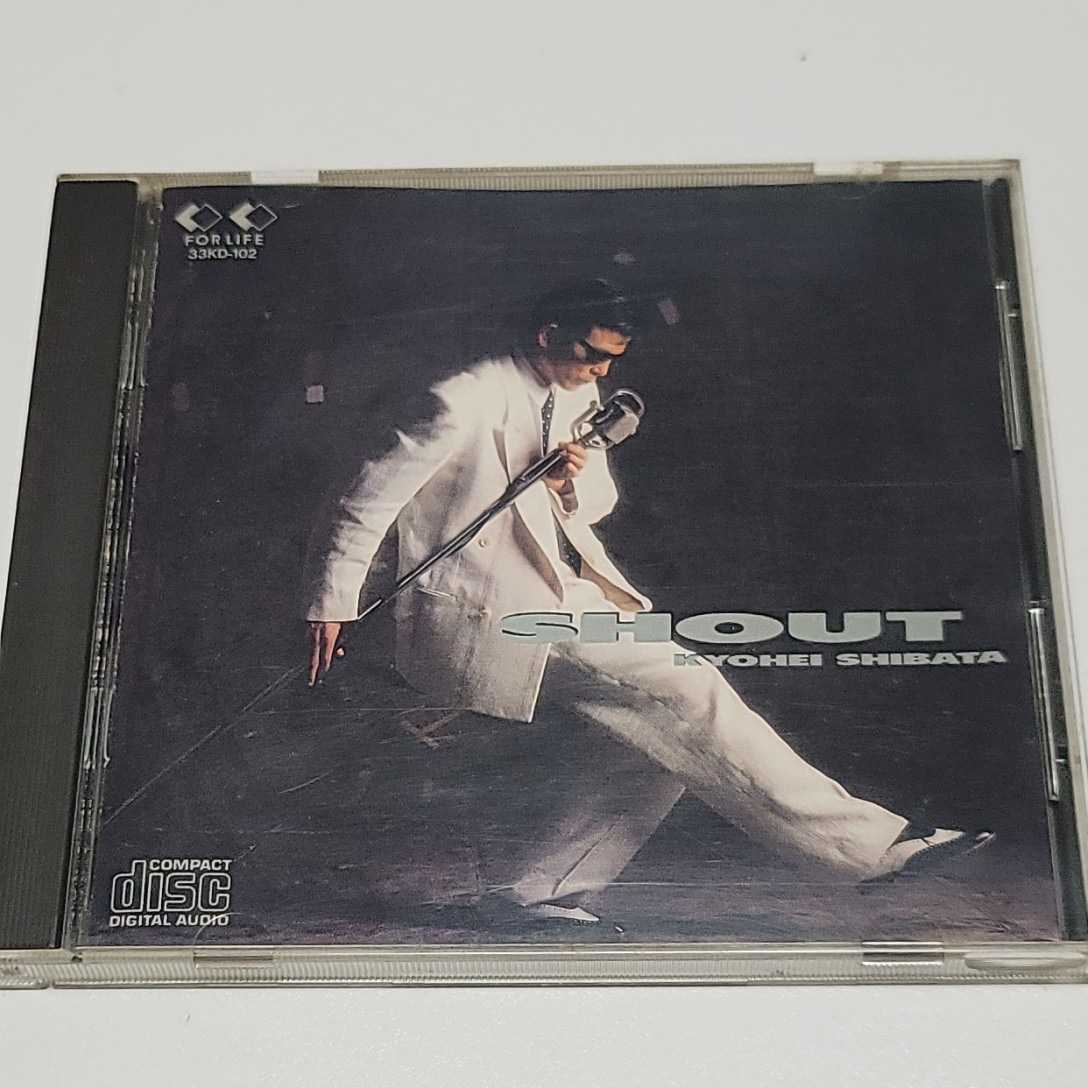 FOR LIFE
33KD-102
SHOUT
KYOHEI SHIBATA
COMPACT
disc
DIGITAL AUDIO